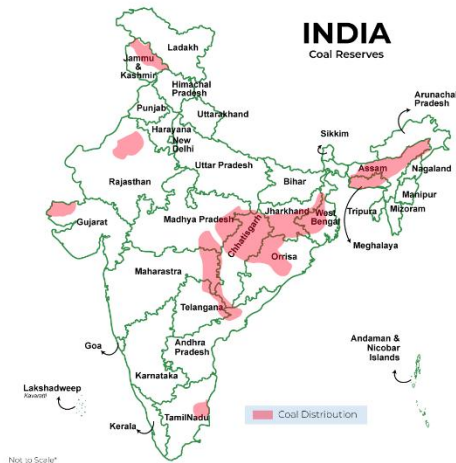 INDIA
Coal Reserves
Ladakh
Jammu
&
Kashmir
Himachal
Pradesh
Punjab
Uttarakhand
Harayana
New
Delhi
Arunachal
Pradesh
Sikkim
Rajasthan
Uttar Pradesh
Bihar
Assam
Nagaland
Manipur
Mizoram
Tripura
Meghalaya
Gujarat
Madhya Pradesh
Chhatisgarh
Jharkhand
West
Bengal
Orrisa
Maharastra
Telangana
Andhra
Pradesh
Goa
Karnataka
Andaman &
Nicobar
Islands
Lakshadweep
Kavaratti
Kerala
TamilNadu
Coal Distribution
Not to Scale*